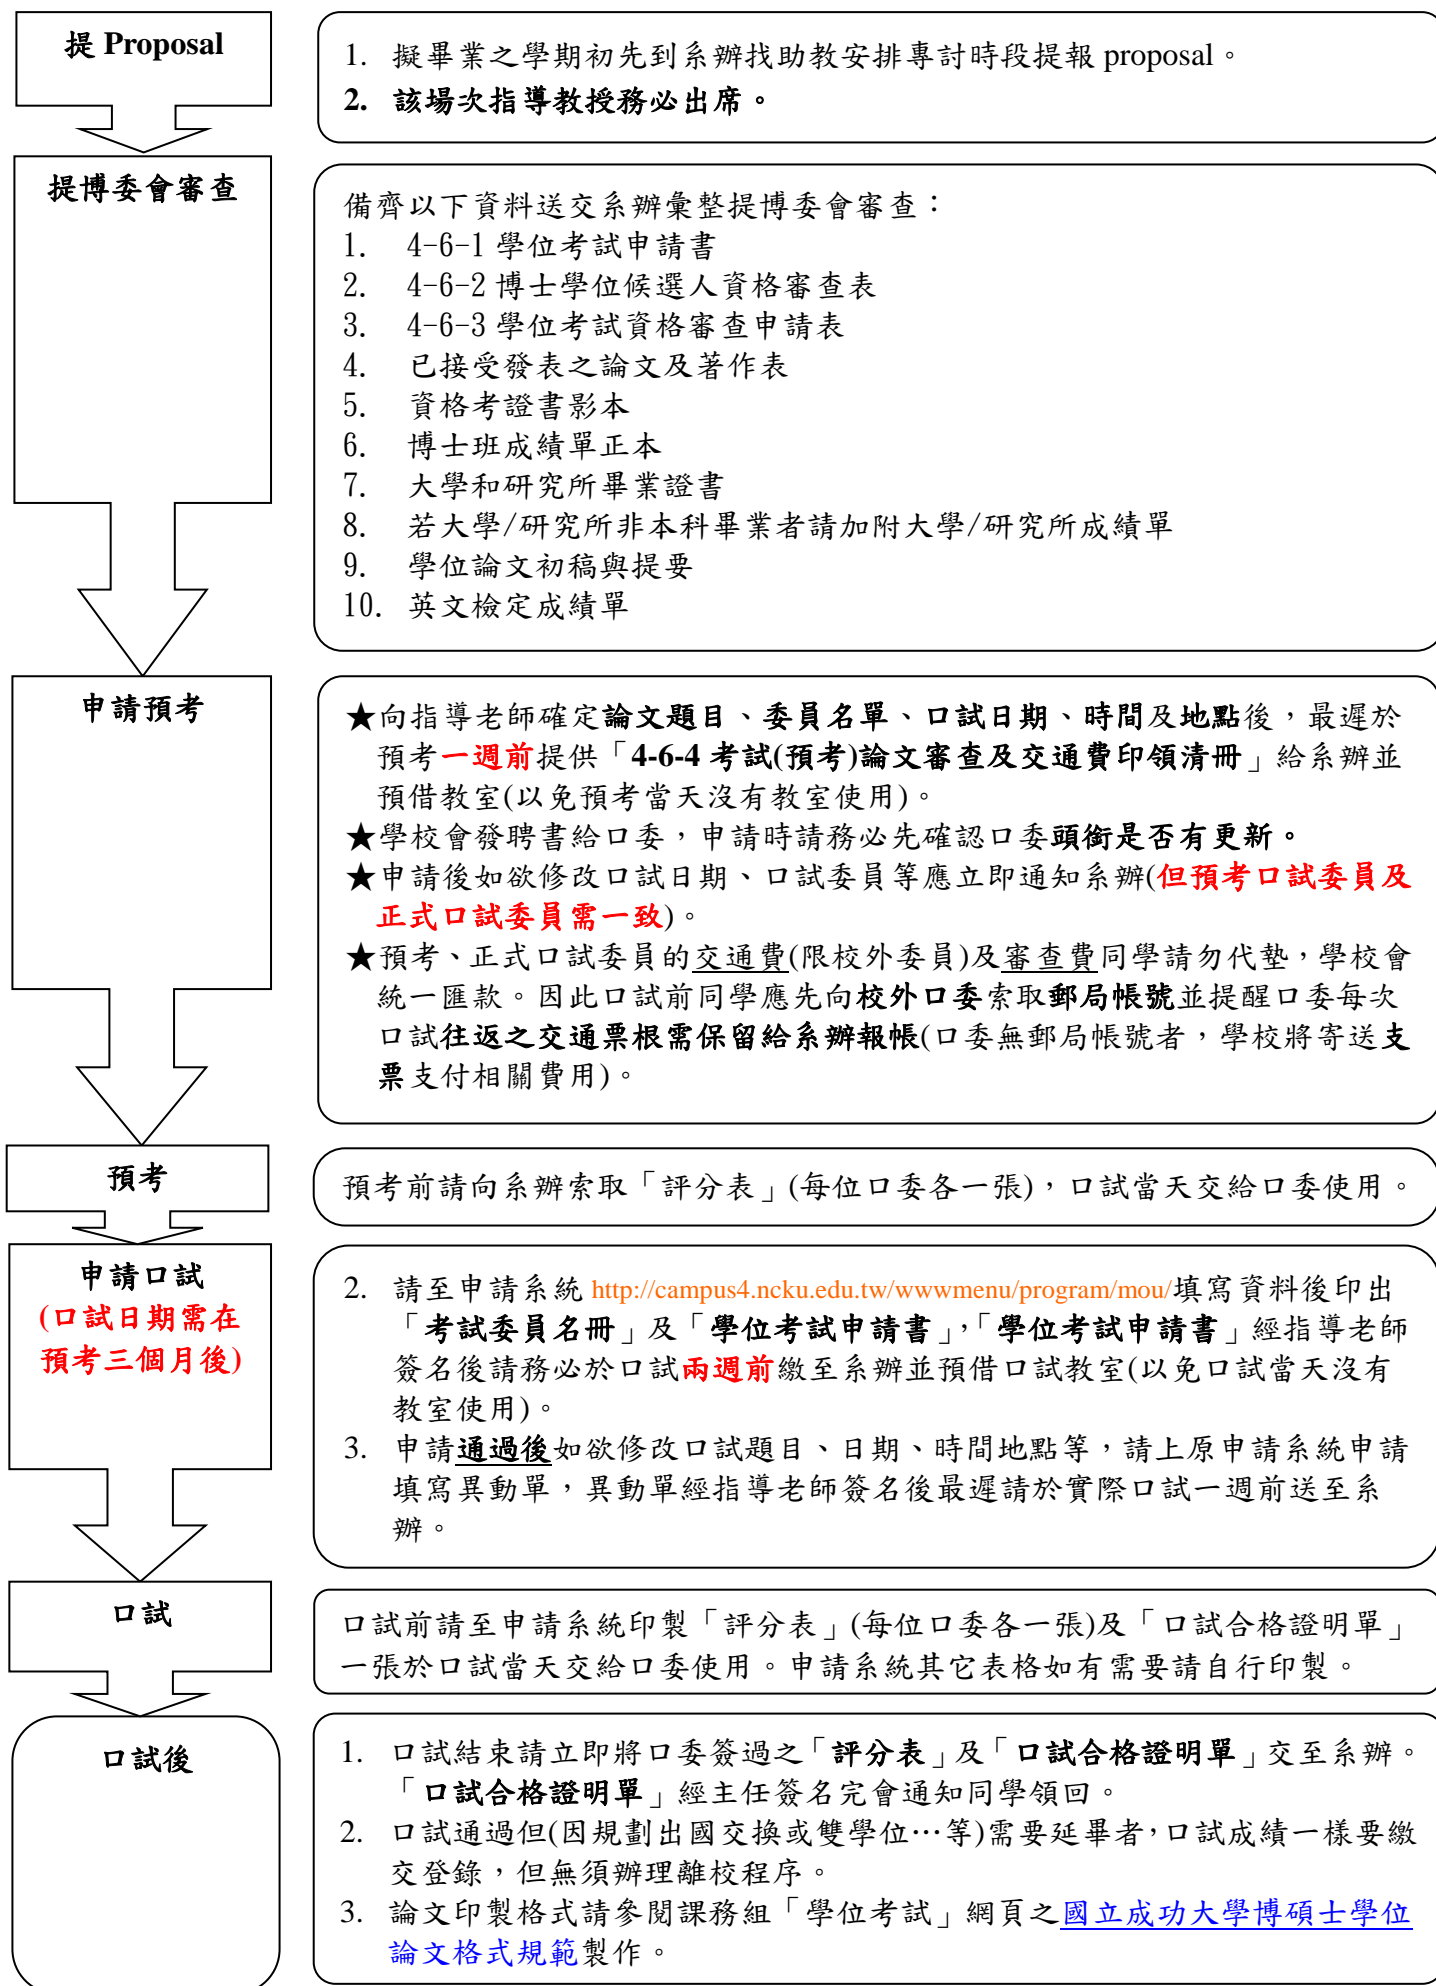 提 Proposal
1. 擬畢業之學期初先到系辦找助教安排專討時段提報 proposal。
2. 該場次指導教授務必出席。
提博委會審查
備齊以下資料送交系辦彙整提博委會審查：
1. 4-6-1 學位考試申請書
2. 4-6-2 博士學位候選人資格審查表
3. 4-6-3 學位考試資格審查申請表
4. 已接受發表之論文及著作表
5. 資格考證書影本
6. 博士班成績單正本
7. 大學和研究所畢業證書
8. 若大學/研究所非本科畢業者請加附大學/研究所成績單
9. 學位論文初稿與提要
10. 英文檢定成績單
申請預考
★向指導老師確定論文題目、委員名單、口試日期、時間及地點後，最遲於
預考一週前提供「4-6-4 考試(預考)論文審查及交通費印領清冊」給系辦並
預借教室(以免預考當天沒有教室使用)。
★學校會發聘書給口委，申請時請務必先確認口委頭銜是否有更新。
★申請後如欲修改口試日期、口試委員等應立即通知系辦(但預考口試委員及
正式口試委員需一致)。
★預考、正式口試委員的交通費(限校外委員)及審查費同學請勿代墊，學校會
統一匯款。因此口試前同學應先向校外口委索取郵局帳號並提醒口委每次
口試往返之交通票根需保留給系辦報帳(口委無郵局帳號者，學校將寄送支
票支付相關費用)。
預考
預考前請向系辦索取「評分表」(每位口委各一張)，口試當天交給口委使用。
申請口試
(口試日期需在
預考三個月後)
2. 請至申請系統 http://campus4.ncku.edu.tw/wwwmenu/program/mou/填寫資料後印出
「考試委員名冊」及「學位考試申請書」，「學位考試申請書」經指導老師
簽名後請務必於口試兩週前繳至系辦並預借口試教室(以免口試當天沒有
教室使用)。
3. 申請通過後如欲修改口試題目、日期、時間地點等，請上原申請系統申請
填寫異動單，異動單經指導老師簽名後最遲請於實際口試一週前送至系
辦。
口試
口試前請至申請系統印製「評分表」(每位口委各一張)及「口試合格證明單」
一張於口試當天交給口委使用。申請系統其它表格如有需要請自行印製。
口試後
1. 口試結束請立即將口委簽過之「評分表」及「口試合格證明單」交至系辦。
「口試合格證明單」經主任簽名完會通知同學領回。
2. 口試通過但(因規劃出國交換或雙學位…等)需要延畢者，口試成績一樣要繳
交登錄，但無須辦理離校程序。
3. 論文印製格式請參閱課務組「學位考試」網頁之國立成功大學博碩士學位
論文格式規範製作。